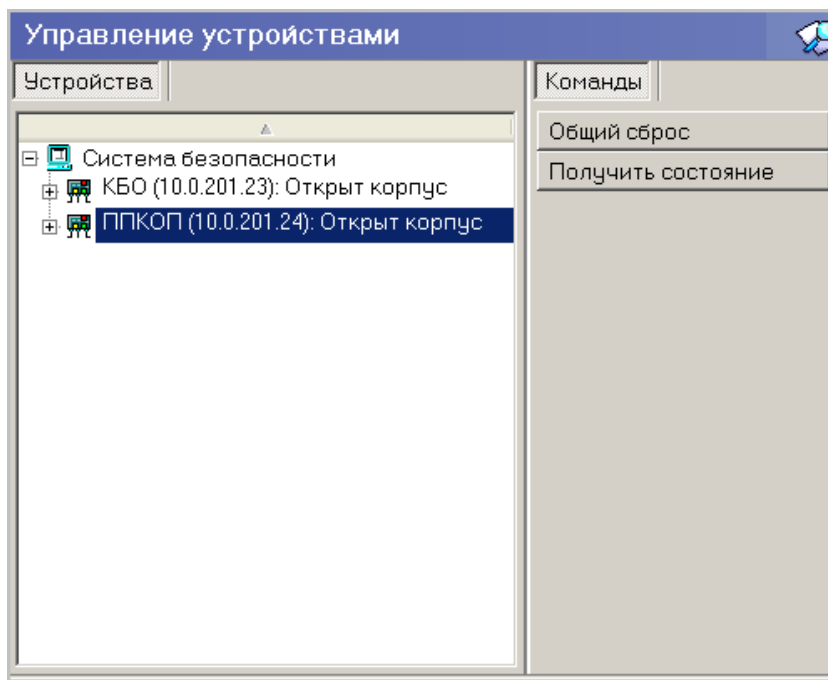 Управление устройствами
Устройства
Команды
Общий сброс
Получить состояние
Система безопасности
КБО (10.0.201.23): Открыт корпус
ППКОП (10.0.201.24): Открыт корпус